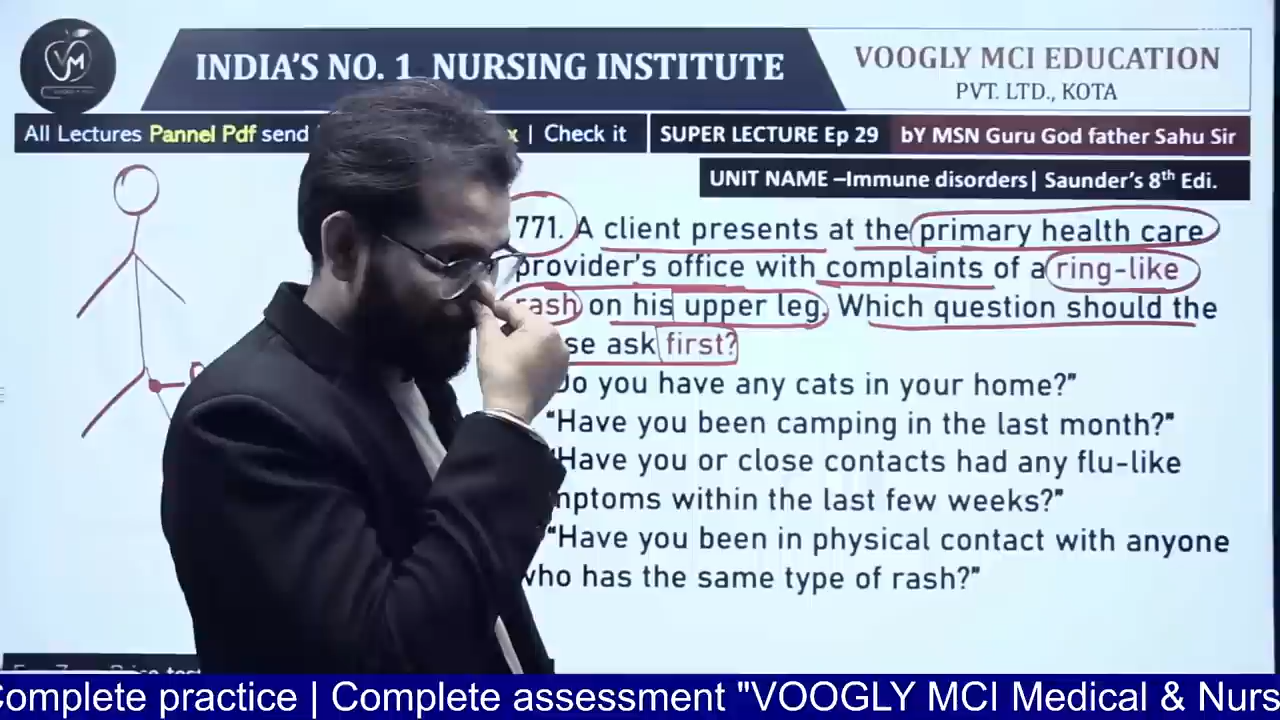 VM
INDIA'S NO. 1 NURSING INSTITUTE
VOOGLY MCI EDUCATION
PVT. LTD., KOTA
All Lectures Pannel Pdf send | Check it
SUPER LECTURE Ep 29 bY MSN Guru God father Sahu Sir
UNIT NAME –Immune disorders| Saunder's 8th Edi.
771. A client presents at the primary health care
provider's office with complaints of a ring-like
rash on his upper leg. Which question should the
se ask first?
Do you have any cats in your home?”
“Have you been camping in the last month?”
“Have you or close contacts had any flu-like
mptoms within the last few weeks?”
“Have you been in physical contact with anyone
who has the same type of rash?”
Complete practice | Complete assessment "VOOGLY MCI Medical & Nurs